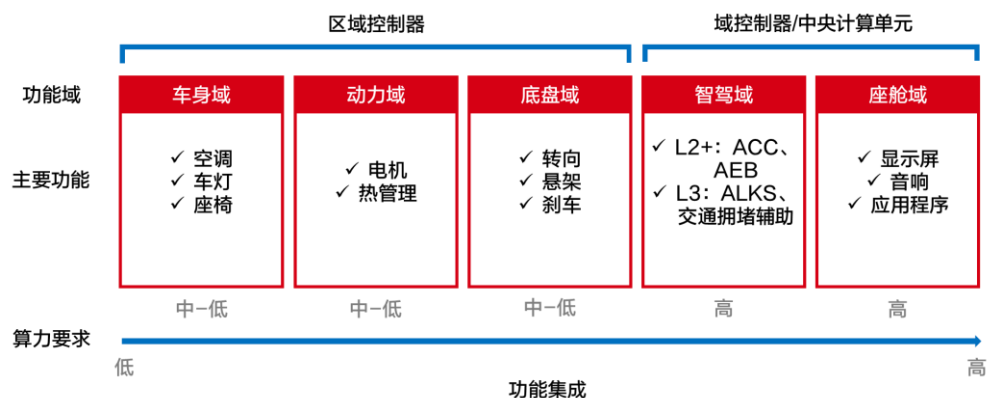 区域控制器
域控制器/中央计算单元
功能域
车身域
动力域
底盘域
智驾域
座舱域
主要功能
✓ 空调
✓ 车灯
✓ 座椅
✓ 电机
✓ 热管理
✓ 转向
✓ 悬架
✓ 刹车
✓ L2+：ACC、
AEB
✓ L3：ALKS、
交通拥堵辅助
✓ 显示屏
✓ 音响
✓ 应用程序
中-低
中-低
中-低
高
高
算力要求
低
高
功能集成